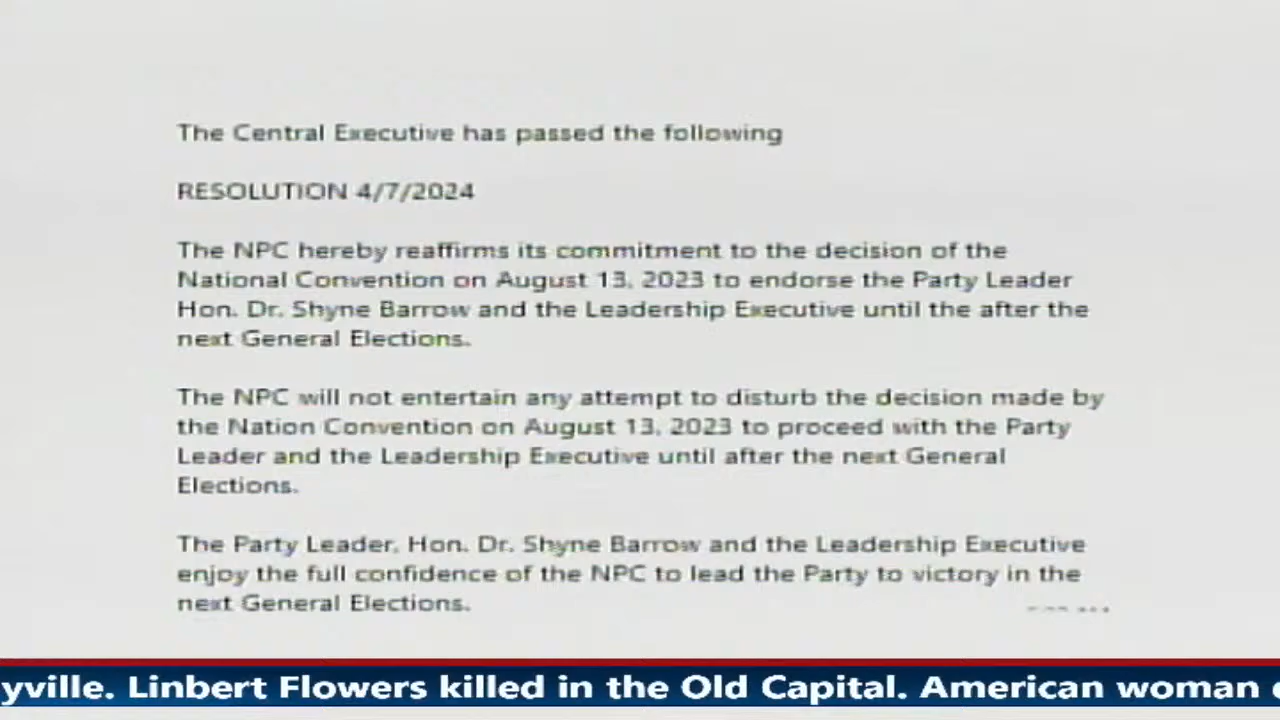 The Central Executive has passed the following
RESOLUTION 4/7/2024
The NPC hereby reaffirms its commitment to the decision of the
National Convention on August 13, 2023 to endorse the Party Leader
Hon. Dr. Shyne Barrow and the Leadership Executive until the after the
next General Elections.
The NPC will not entertain any attempt to disturb the decision made by
the Nation Convention on August 13, 2023 to proceed with the Party
Leader and the Leadership Executive until after the next General
Elections.
The Party Leader, Hon. Dr. Shyne Barrow and the Leadership Executive
enjoy the full confidence of the NPC to lead the Party to victory in the
next General Elections.
yville. Linbert Flowers killed in the Old Capital. American woman